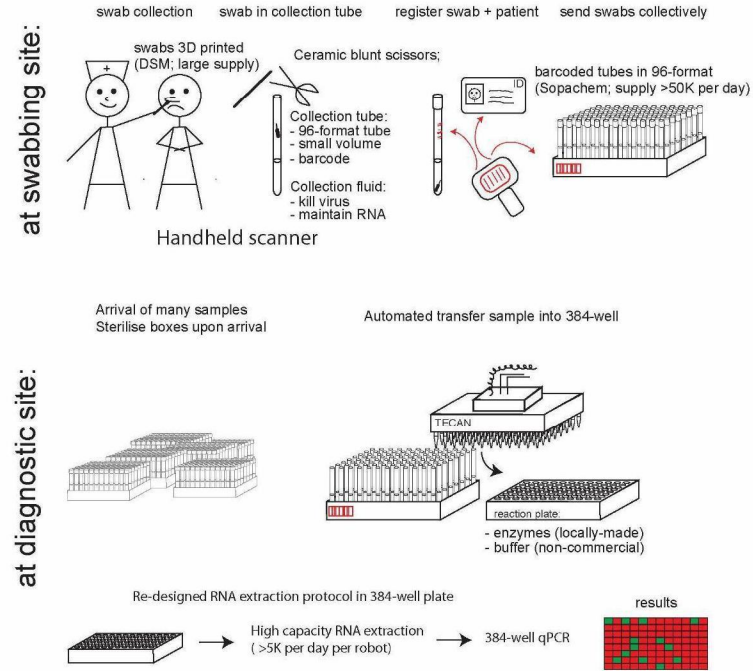 at swabbing site:
swab collection
swab in collection tube
register swab + patient
send swabs collectively
swabs 3D printed
(DSM; large supply)
Ceramic blunt scissors;
Collection tube:
- 96-format tube
- small volume
- barcode
Collection fluid:
- kill virus
- maintain RNA
ID
barcoded tubes in 96-format
(Sopachem; supply >50K per day)
Handheld scanner
at diagnostic site:
Arrival of many samples
Sterilise boxes upon arrival
Automated transfer sample into 384-well
TECAN
reaction plate:
- enzymes (locally-made)
- buffer (non-commercial)
Re-designed RNA extraction protocol in 384-well plate
High capacity RNA extraction
( >5K per day per robot)
384-well qPCR
results